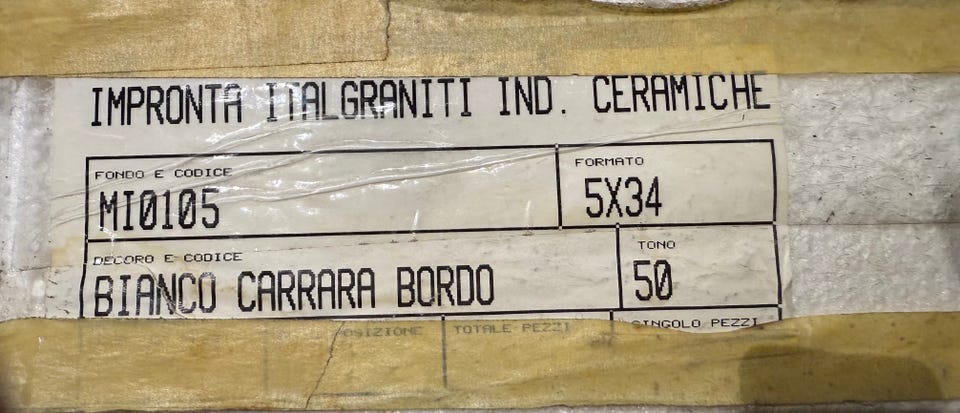 IMPRONTA ITALGRANITI IND. CERAMICHE
FONDO E CODICE FORMATO
MI0105 5X34
DECORO E CODICE TONO
BIANCO CARRARA BORDO 50
POSIZIONE TOTALE PEZZI SINGOLO PEZZI